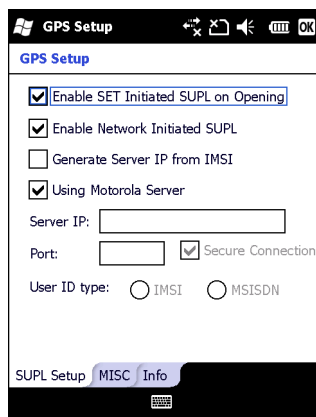 GPS Setup
OK
GPS Setup
Enable SET Initiated SUPL on Opening
Enable Network Initiated SUPL
Generate Server IP from IMSI
Using Motorola Server
Server IP:
Port:
Secure Connection
User ID type:
IMSI
MSISDN
SUPL Setup
MISC
Info